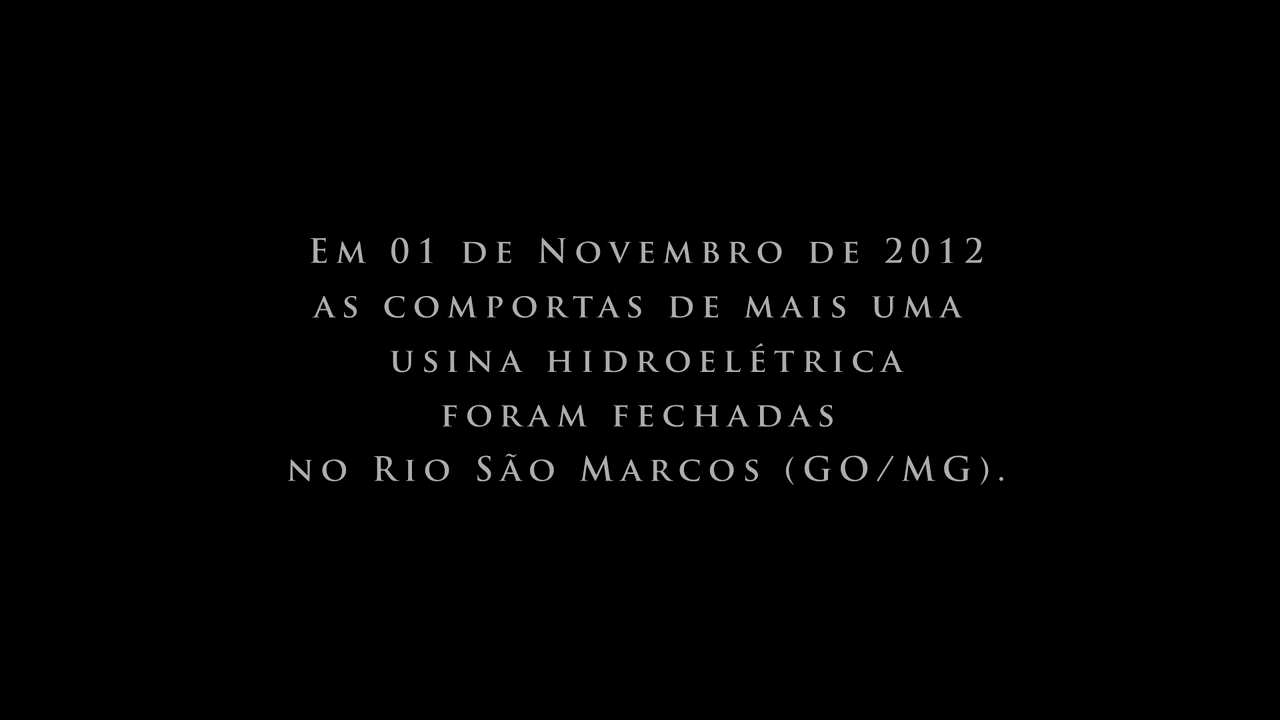 Em 01 de Novembro de 2012
as comportas de mais uma
usina hidroelétrica
foram fechadas
no Rio São Marcos (GO/MG).